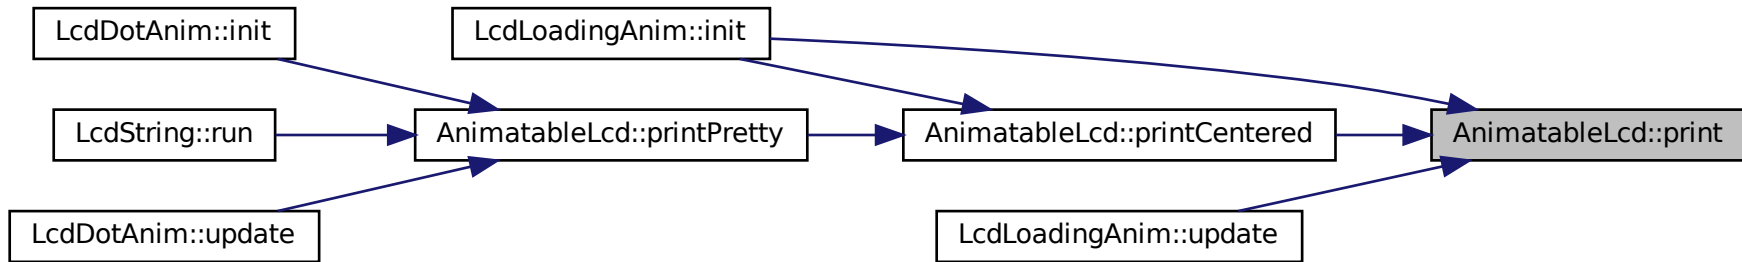 LcdDotAnim::init
LcdLoadingAnim::init
LcdString::run
AnimatableLcd::printPretty
AnimatableLcd::printCentered
AnimatableLcd::print
LcdDotAnim::update
LcdLoadingAnim::update